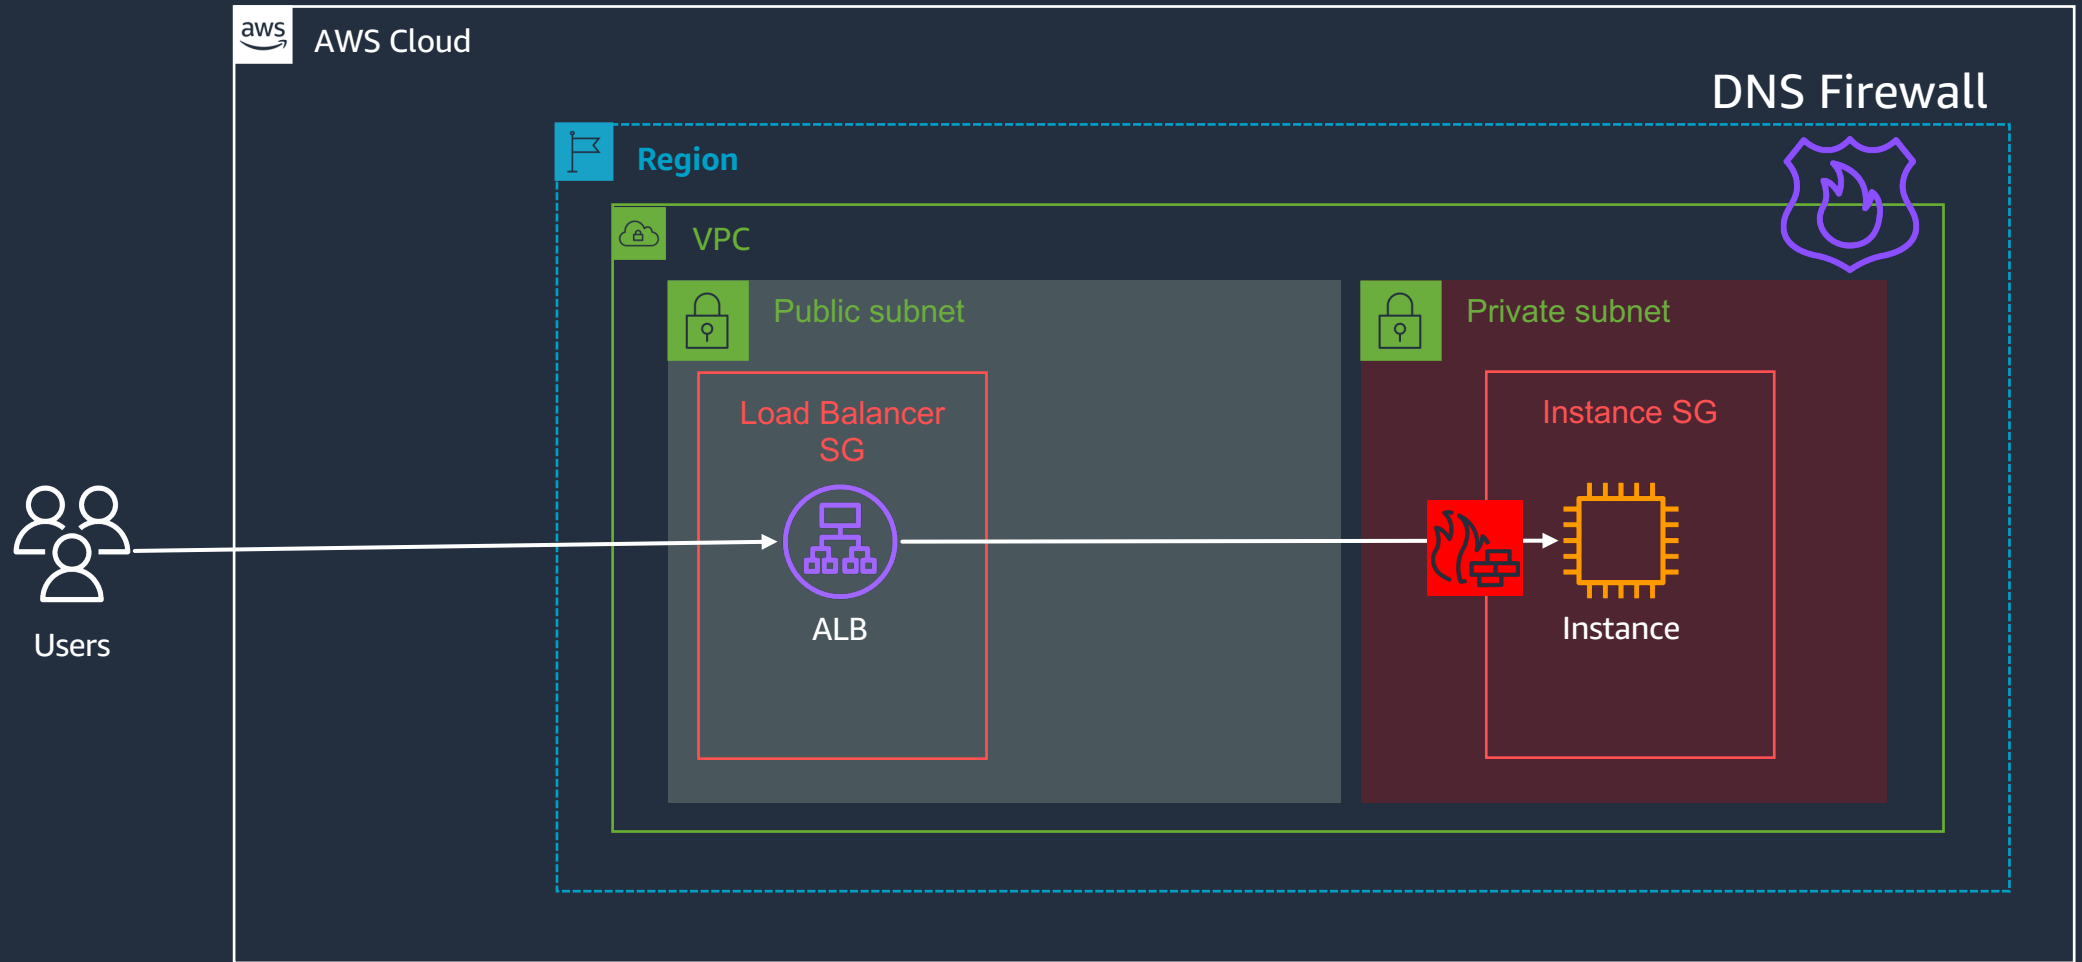 aws
AWS Cloud
DNS Firewall
Region
VPC
Public subnet
Private subnet
Load Balancer
SG
Instance SG
ALB
Instance
Users